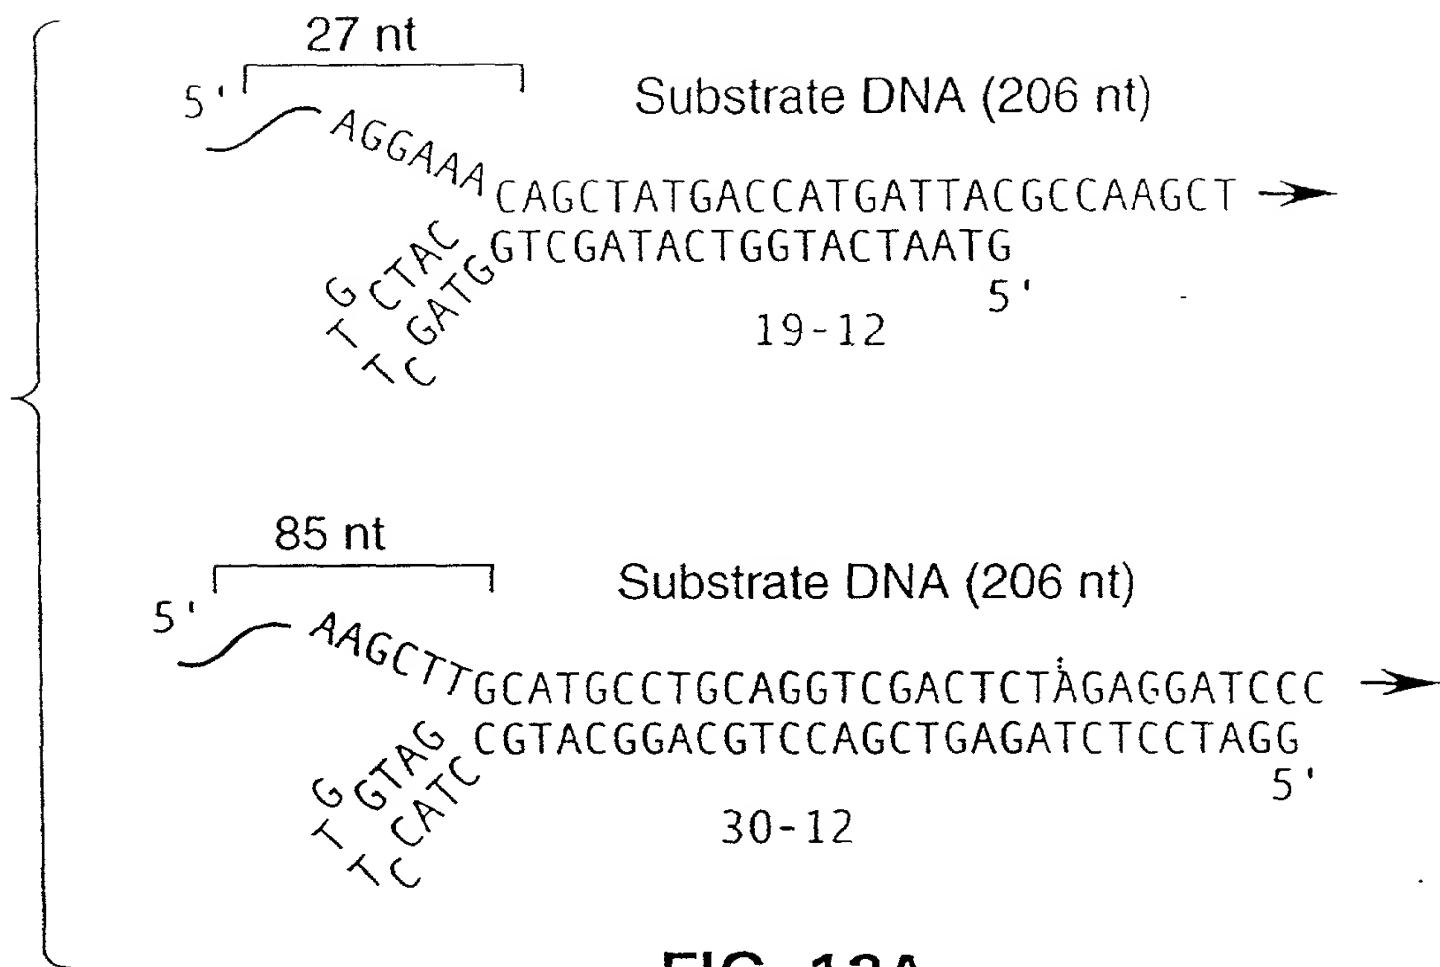 27 nt
5'
Substrate DNA (206 nt)
AGGAAA
CAGCTATGACCATGATTACGCCAAGCT
GTCGATACTGGTACTAATG
CTAC
G
GATG
T
T
C
5'
19-12
85 nt
5'
Substrate DNA (206 nt)
AAGCTT
GCATGCCTGCAGGTCGACTCTAGAGGATCCC
CGTACGGACGTCCAGCTGAGATCTCCTAGG
GTAG
G
CATC
T
T
C
5'
30-12